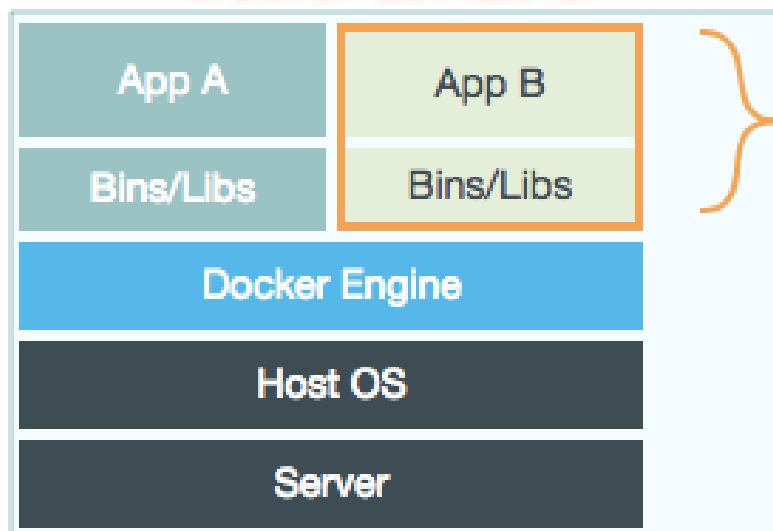 App A
App B
Bins/Libs
Bins/Libs
Docker Engine
Host OS
Server